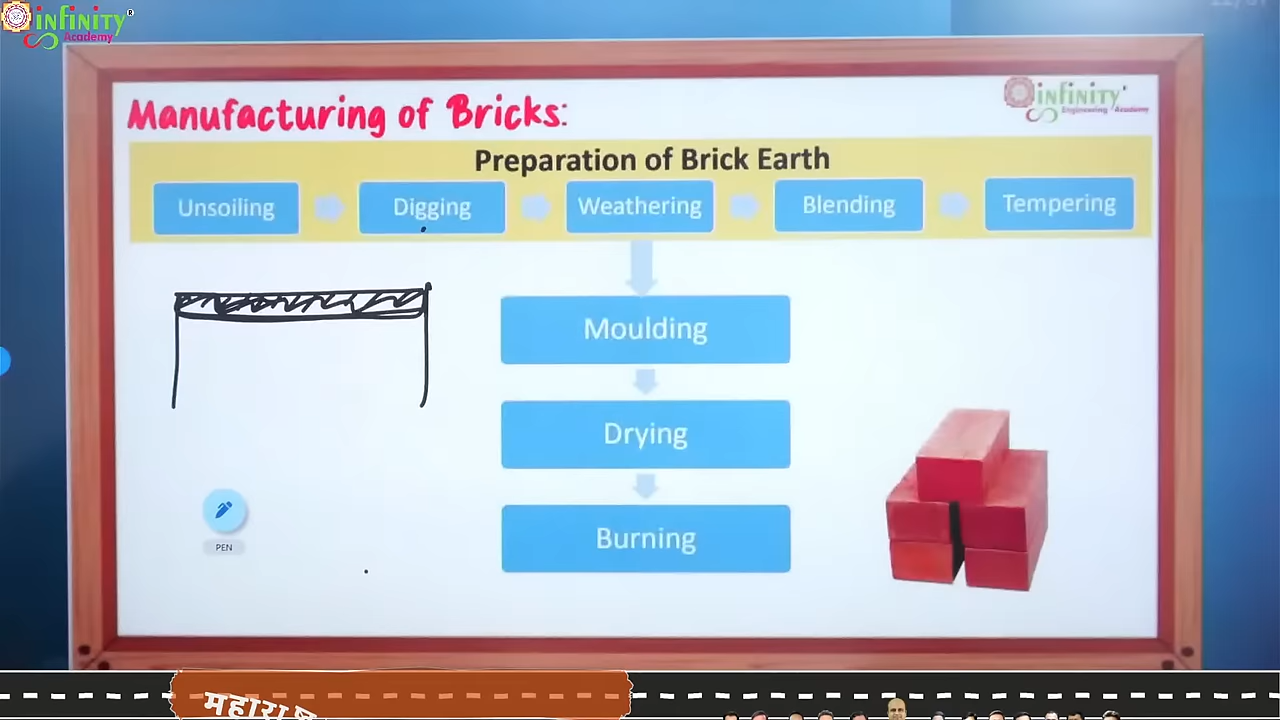 infinity
Academy
Manufacturing of Bricks:
infinity
Engineering Academy
Preparation of Brick Earth
Unsoiling
Digging
Weathering
Blending
Tempering
Moulding
Drying
Burning
PEN